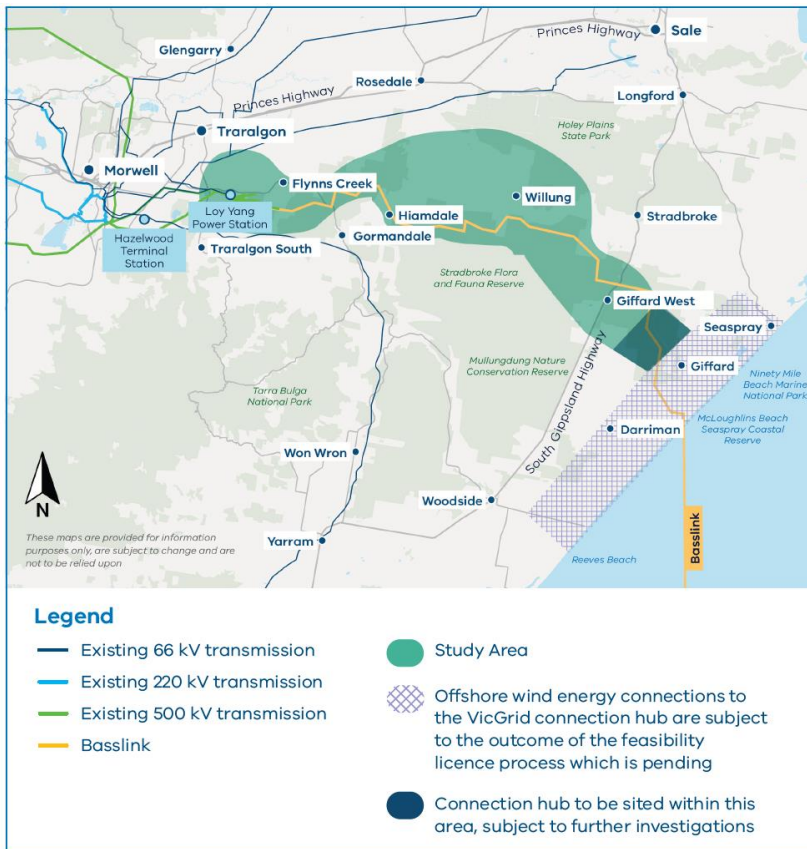 Glengarry
Princes Highway
Sale
Rosedale
Longford
Princes Highway
Traralgon
Holey Plains
State Park
Morwell
Flynns Creek
Willung
Loy Yang
Power Station
Hiamdale
Stradbroke
Hazelwood
Terminal
Station
Traralgon South
Gormandale
Stradbroke Flora
and Fauna Reserve
Giffard West
Seaspray
Mullungdung Nature
Conservation Reserve
Giffard
Ninety Mile
Beach Marine
National Park
Tarra Bulga
National Park
South Gippsland Highway
McLoughlins Beach
Seaspray Coastal
Reserve
Darriman
Won Wron
Woodside
N
Basslink
These maps are provided for information
purposes only, are subject to change and are
not to be relied upon
Yarram
Reeves Beach
Legend
Existing 66 kV transmission
Existing 220 kV transmission
Existing 500 kV transmission
Basslink
Study Area
Offshore wind energy connections to
the VicGrid connection hub are subject
to the outcome of the feasibility
licence process which is pending
Connection hub to be sited within this
area, subject to further investigations